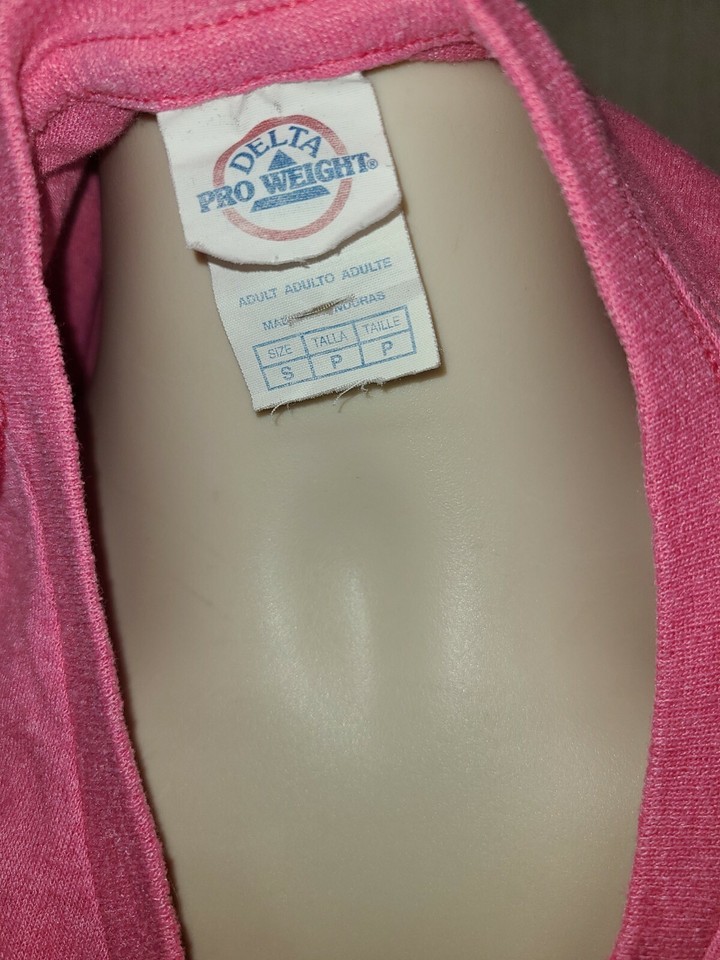 DELTA
PRO WEIGHT®
ADULT ADULTO ADULTE
SIZE TALLA TAILLE
S P P